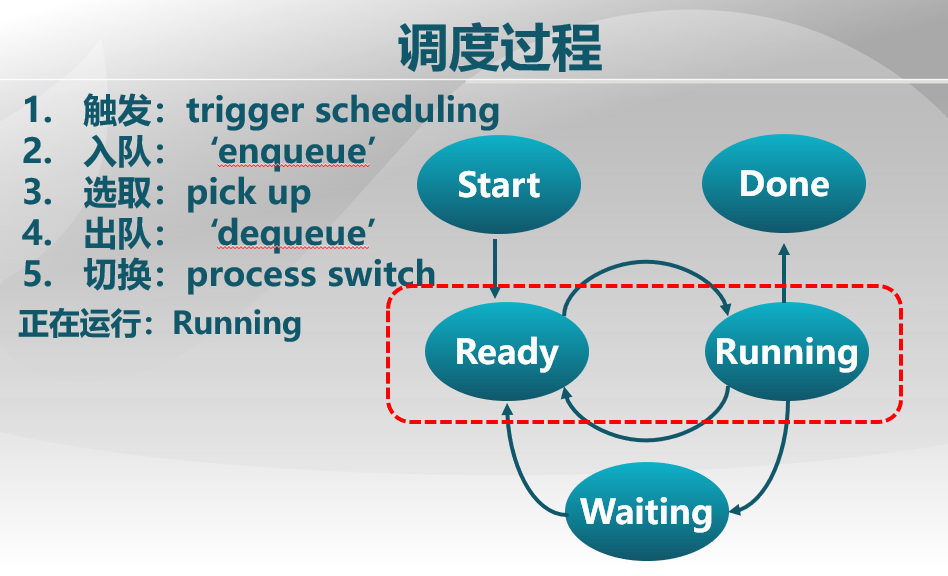 调度过程
1. 触发：trigger scheduling
2. 入队： ‘enqueue’
3. 选取：pick up
4. 出队： ‘dequeue’
5. 切换：process switch
正在运行：Running
Start
Done
Ready
Running
Waiting